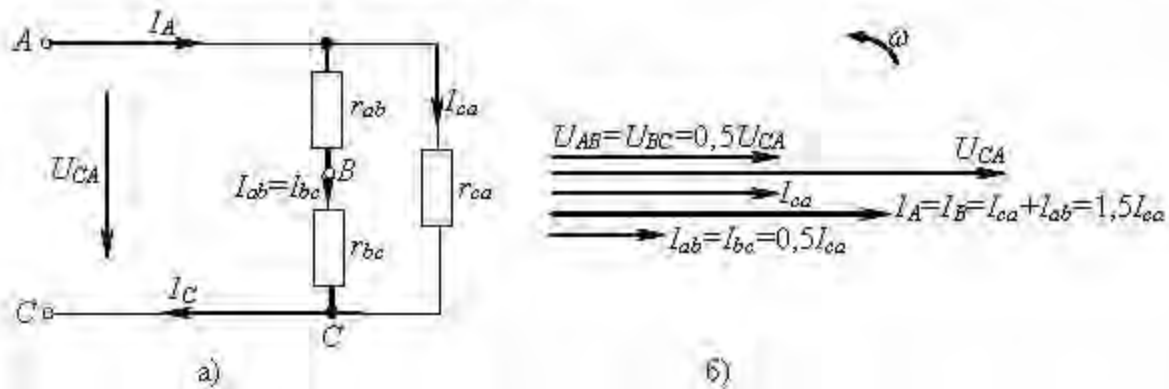 A
I_A
r_ab
I_ca
U_CA
B
I_ab=I_bc
r_ca
r_bc
I_C
C
C
а)
ω
U_AB=U_BC=0,5U_CA
U_CA
I_ca
I_A=I_B=I_ca+I_ab=1,5I_ca
I_ab=I_bc=0,5I_ca
б)